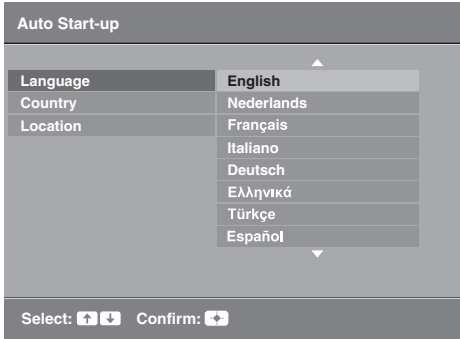 Auto Start-up
Language English
Country Nederlands
Location Français
Italiano
Deutsch
Ελληνικά
Türkçe
Español
Select: Confirm: